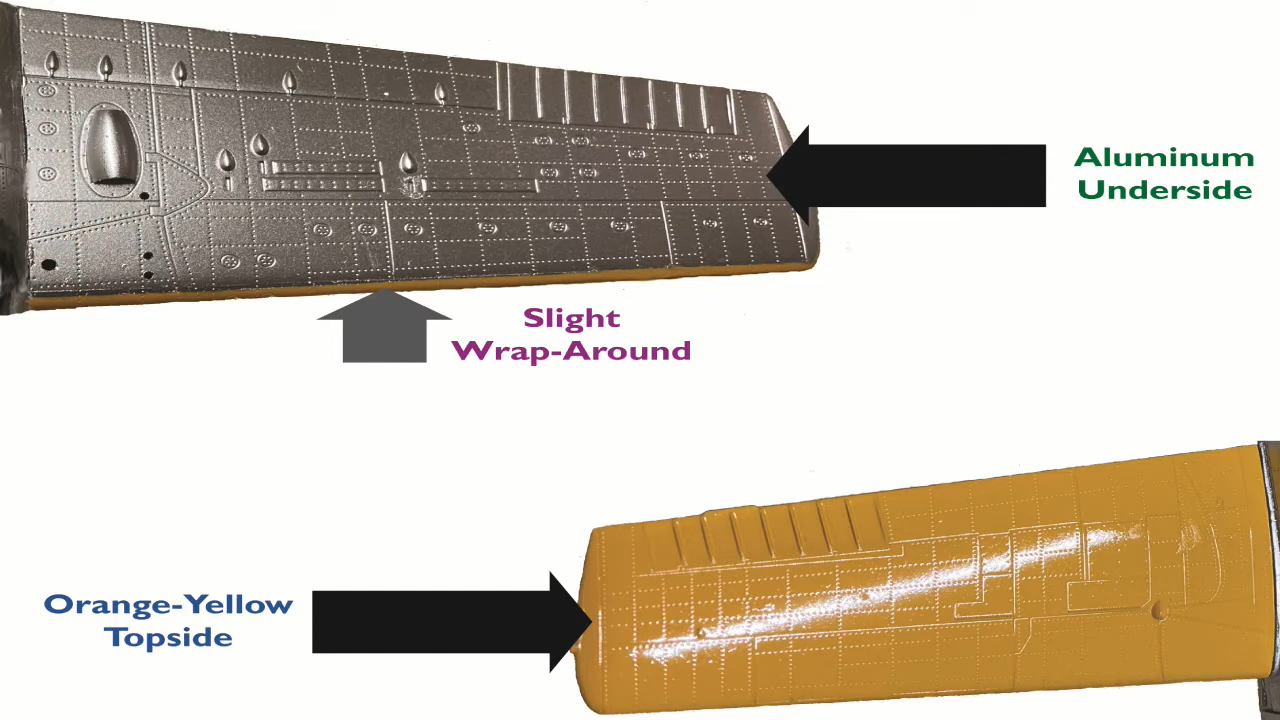 Aluminum
Underside
Slight
Wrap-Around
Orange-Yellow
Topside